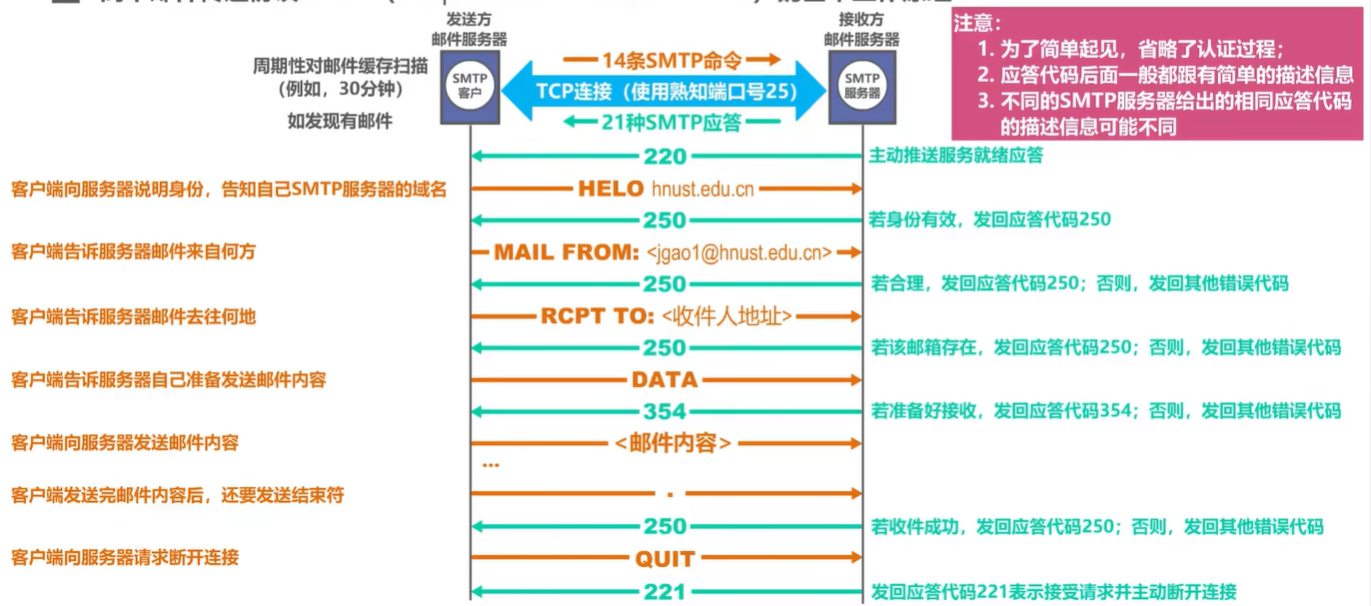 发送方
邮件服务器
接收方
邮件服务器
注意：
1. 为了简单起见，省略了认证过程；
2. 应答代码后面一般都跟有简单的描述信息
3. 不同的SMTP服务器给出的相同应答代码
的描述信息可能不同
周期性对邮件缓存扫描
（例如，30分钟）
如发现有邮件
SMTP
客户
14条SMTP命令
TCP连接（使用熟知端口号25）
21种SMTP应答
SMTP
服务器
220
主动推送服务就绪应答
客户端向服务器说明身份，告知自己SMTP服务器的域名
HELO hnust.edu.cn
250
若身份有效，发回应答代码250
客户端告诉服务器邮件来自何方
MAIL FROM: <jgao1@hnust.edu.cn>
250
若合理，发回应答代码250；否则，发回其他错误代码
客户端告诉服务器邮件去往何地
RCPT TO: <收件人地址>
250
若该邮箱存在，发回应答代码250；否则，发回其他错误代码
客户端告诉服务器自己准备发送邮件内容
DATA
354
若准备好接收，发回应答代码354；否则，发回其他错误代码
客户端向服务器发送邮件内容
<邮件内容>
...
客户端发送完邮件内容后，还要发送结束符
.
250
若收件成功，发回应答代码250；否则，发回其他错误代码
客户端向服务器请求断开连接
QUIT
221
发回应答代码221表示接受请求并主动断开连接